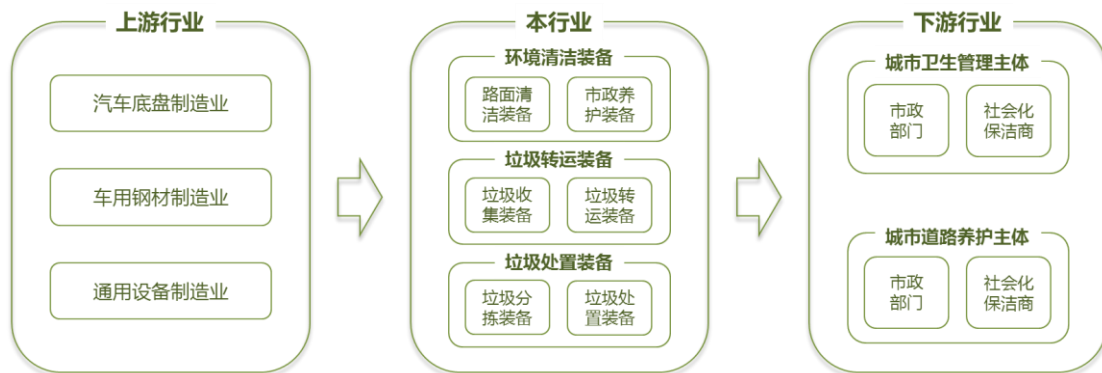 上游行业
汽车底盘制造业
车用钢材制造业
通用设备制造业
本行业
环境清洁装备
路面清
洁装备
市政养
护装备
垃圾转运装备
垃圾收
集装备
垃圾转
运装备
垃圾处置装备
垃圾分
拣装备
垃圾处
置装备
下游行业
城市卫生管理主体
市政
部门
社会化
保洁商
城市道路养护主体
市政
部门
社会化
保洁商